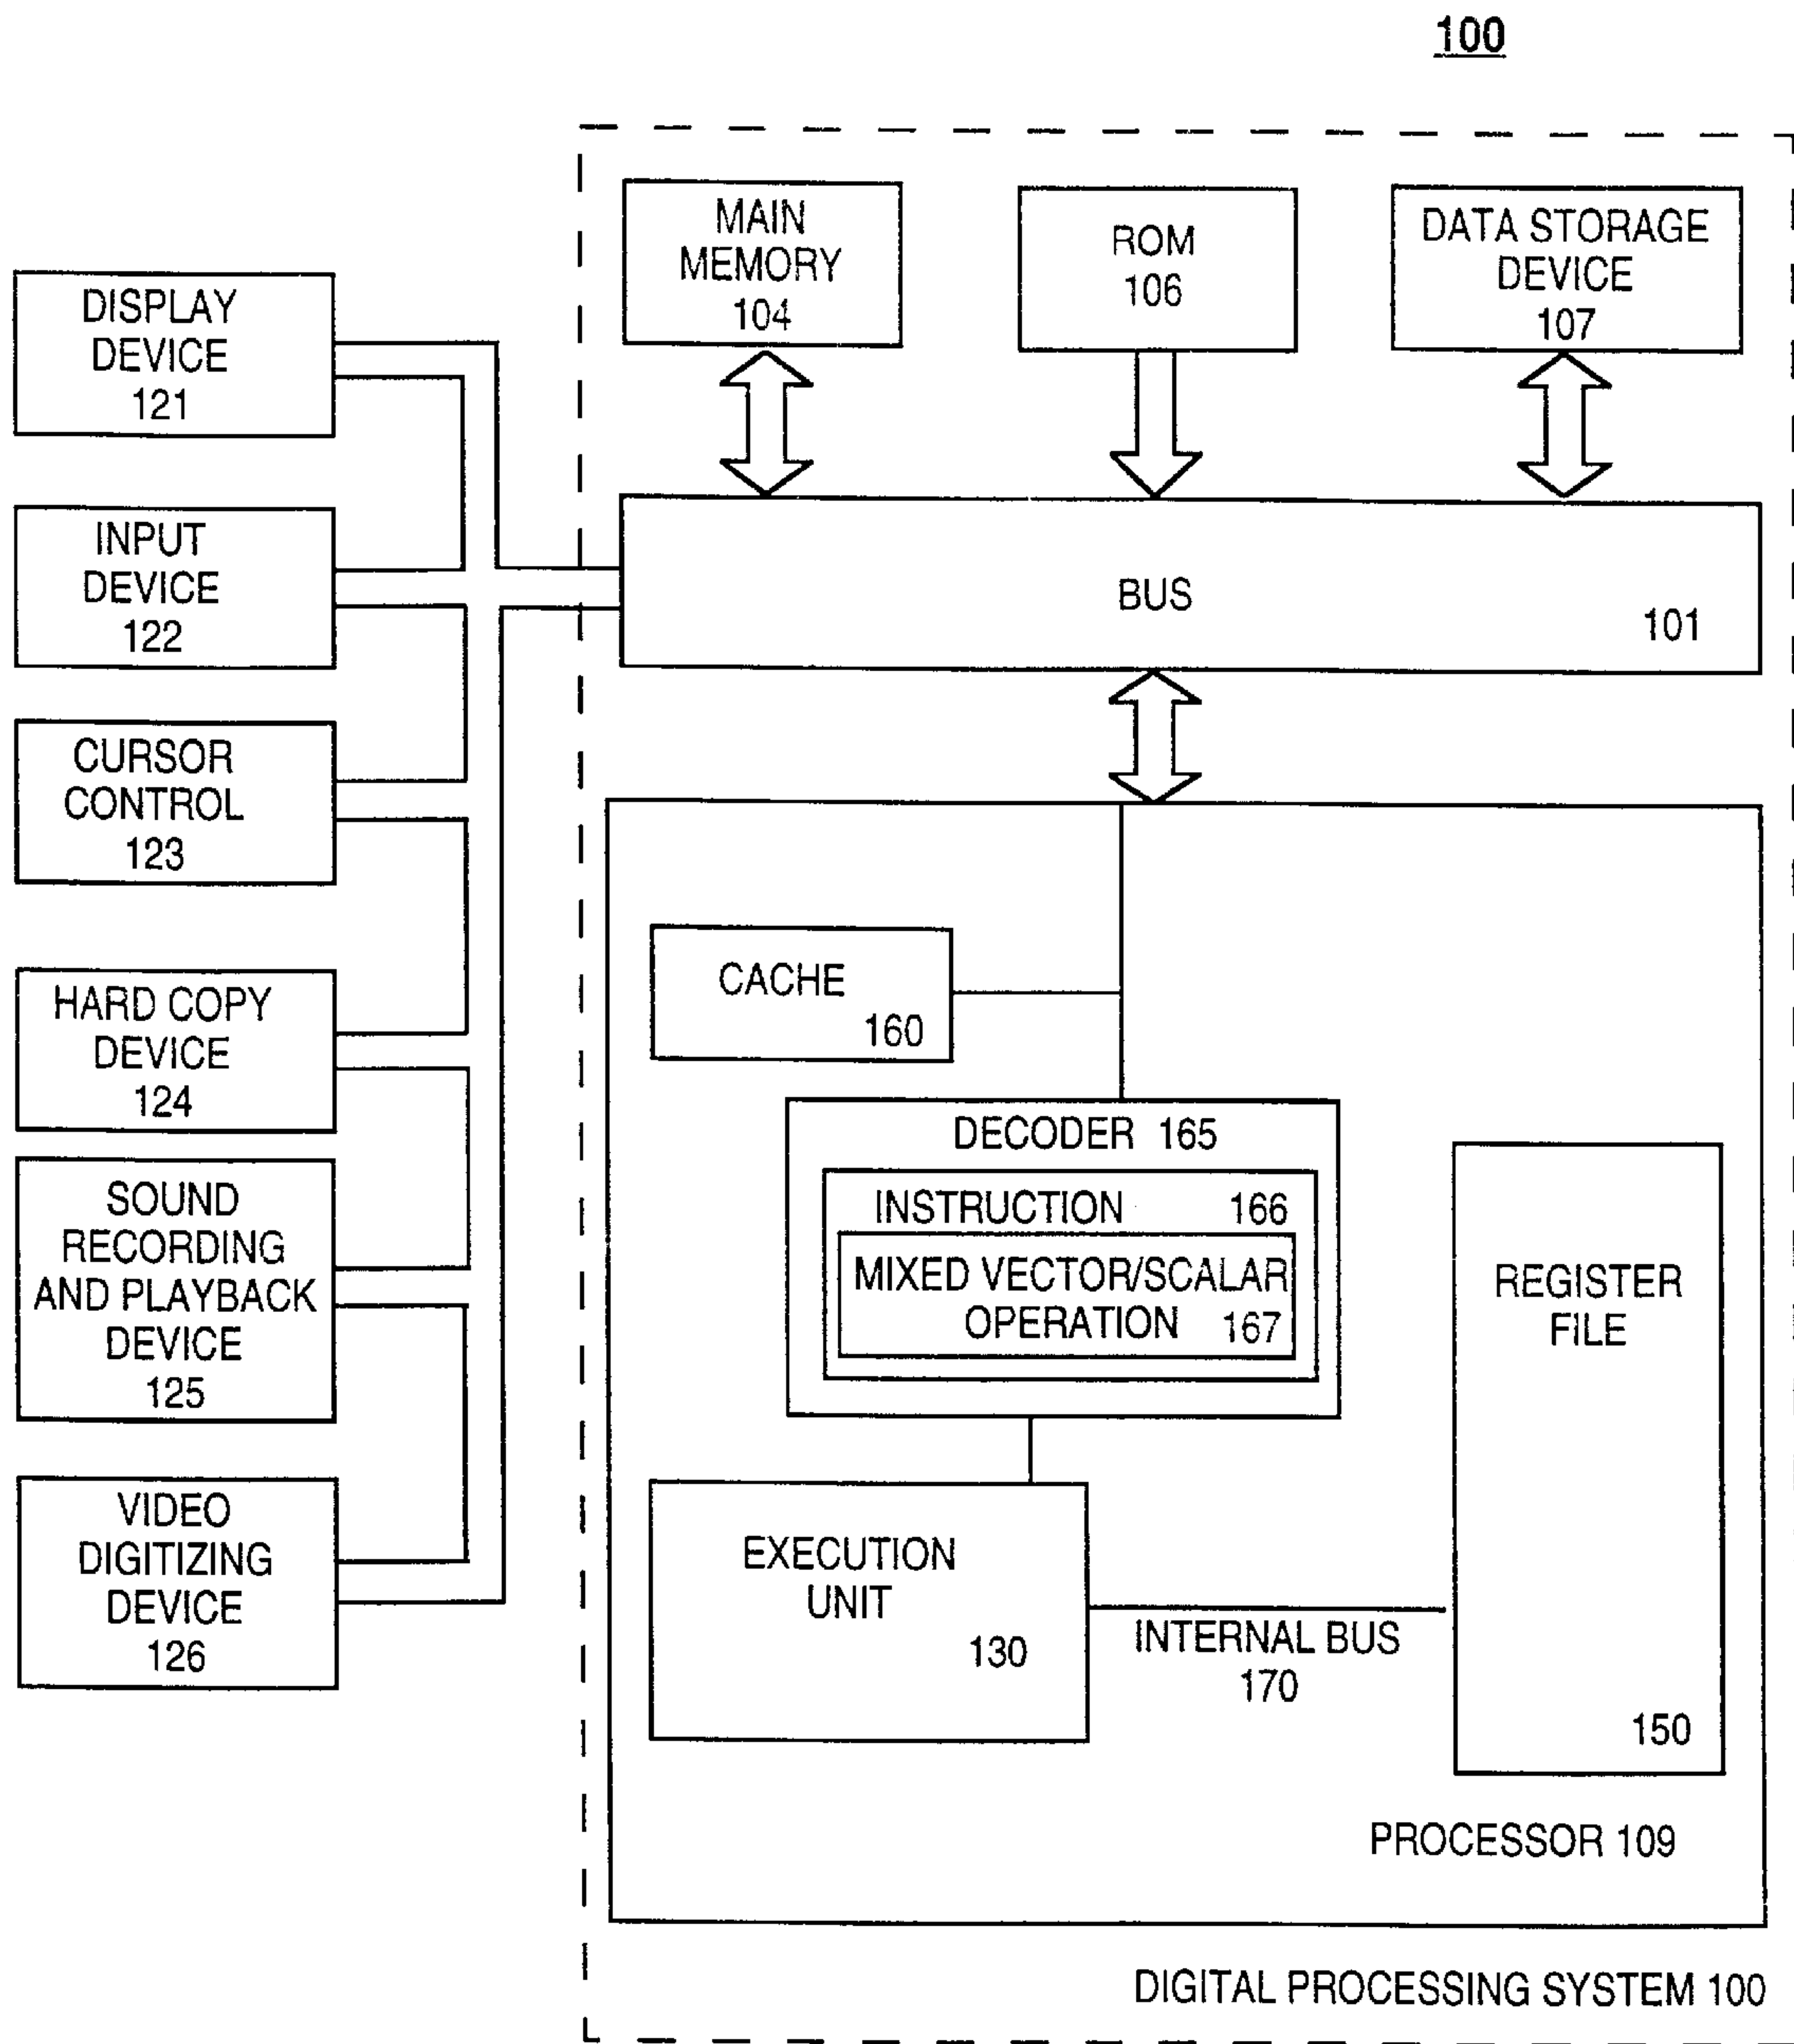 100
MAIN
MEMORY
104
ROM
106
DATA STORAGE
DEVICE
107
DISPLAY
DEVICE
121
INPUT
DEVICE
122
CURSOR
CONTROL
123
HARD COPY
DEVICE
124
SOUND
RECORDING
AND PLAYBACK
DEVICE
125
VIDEO
DIGITIZING
DEVICE
126
BUS
101
CACHE
160
DECODER 165
INSTRUCTION 166
MIXED VECTOR/SCALAR
OPERATION 167
REGISTER
FILE
150
EXECUTION
UNIT
130
INTERNAL BUS
170
PROCESSOR 109
DIGITAL PROCESSING SYSTEM 100